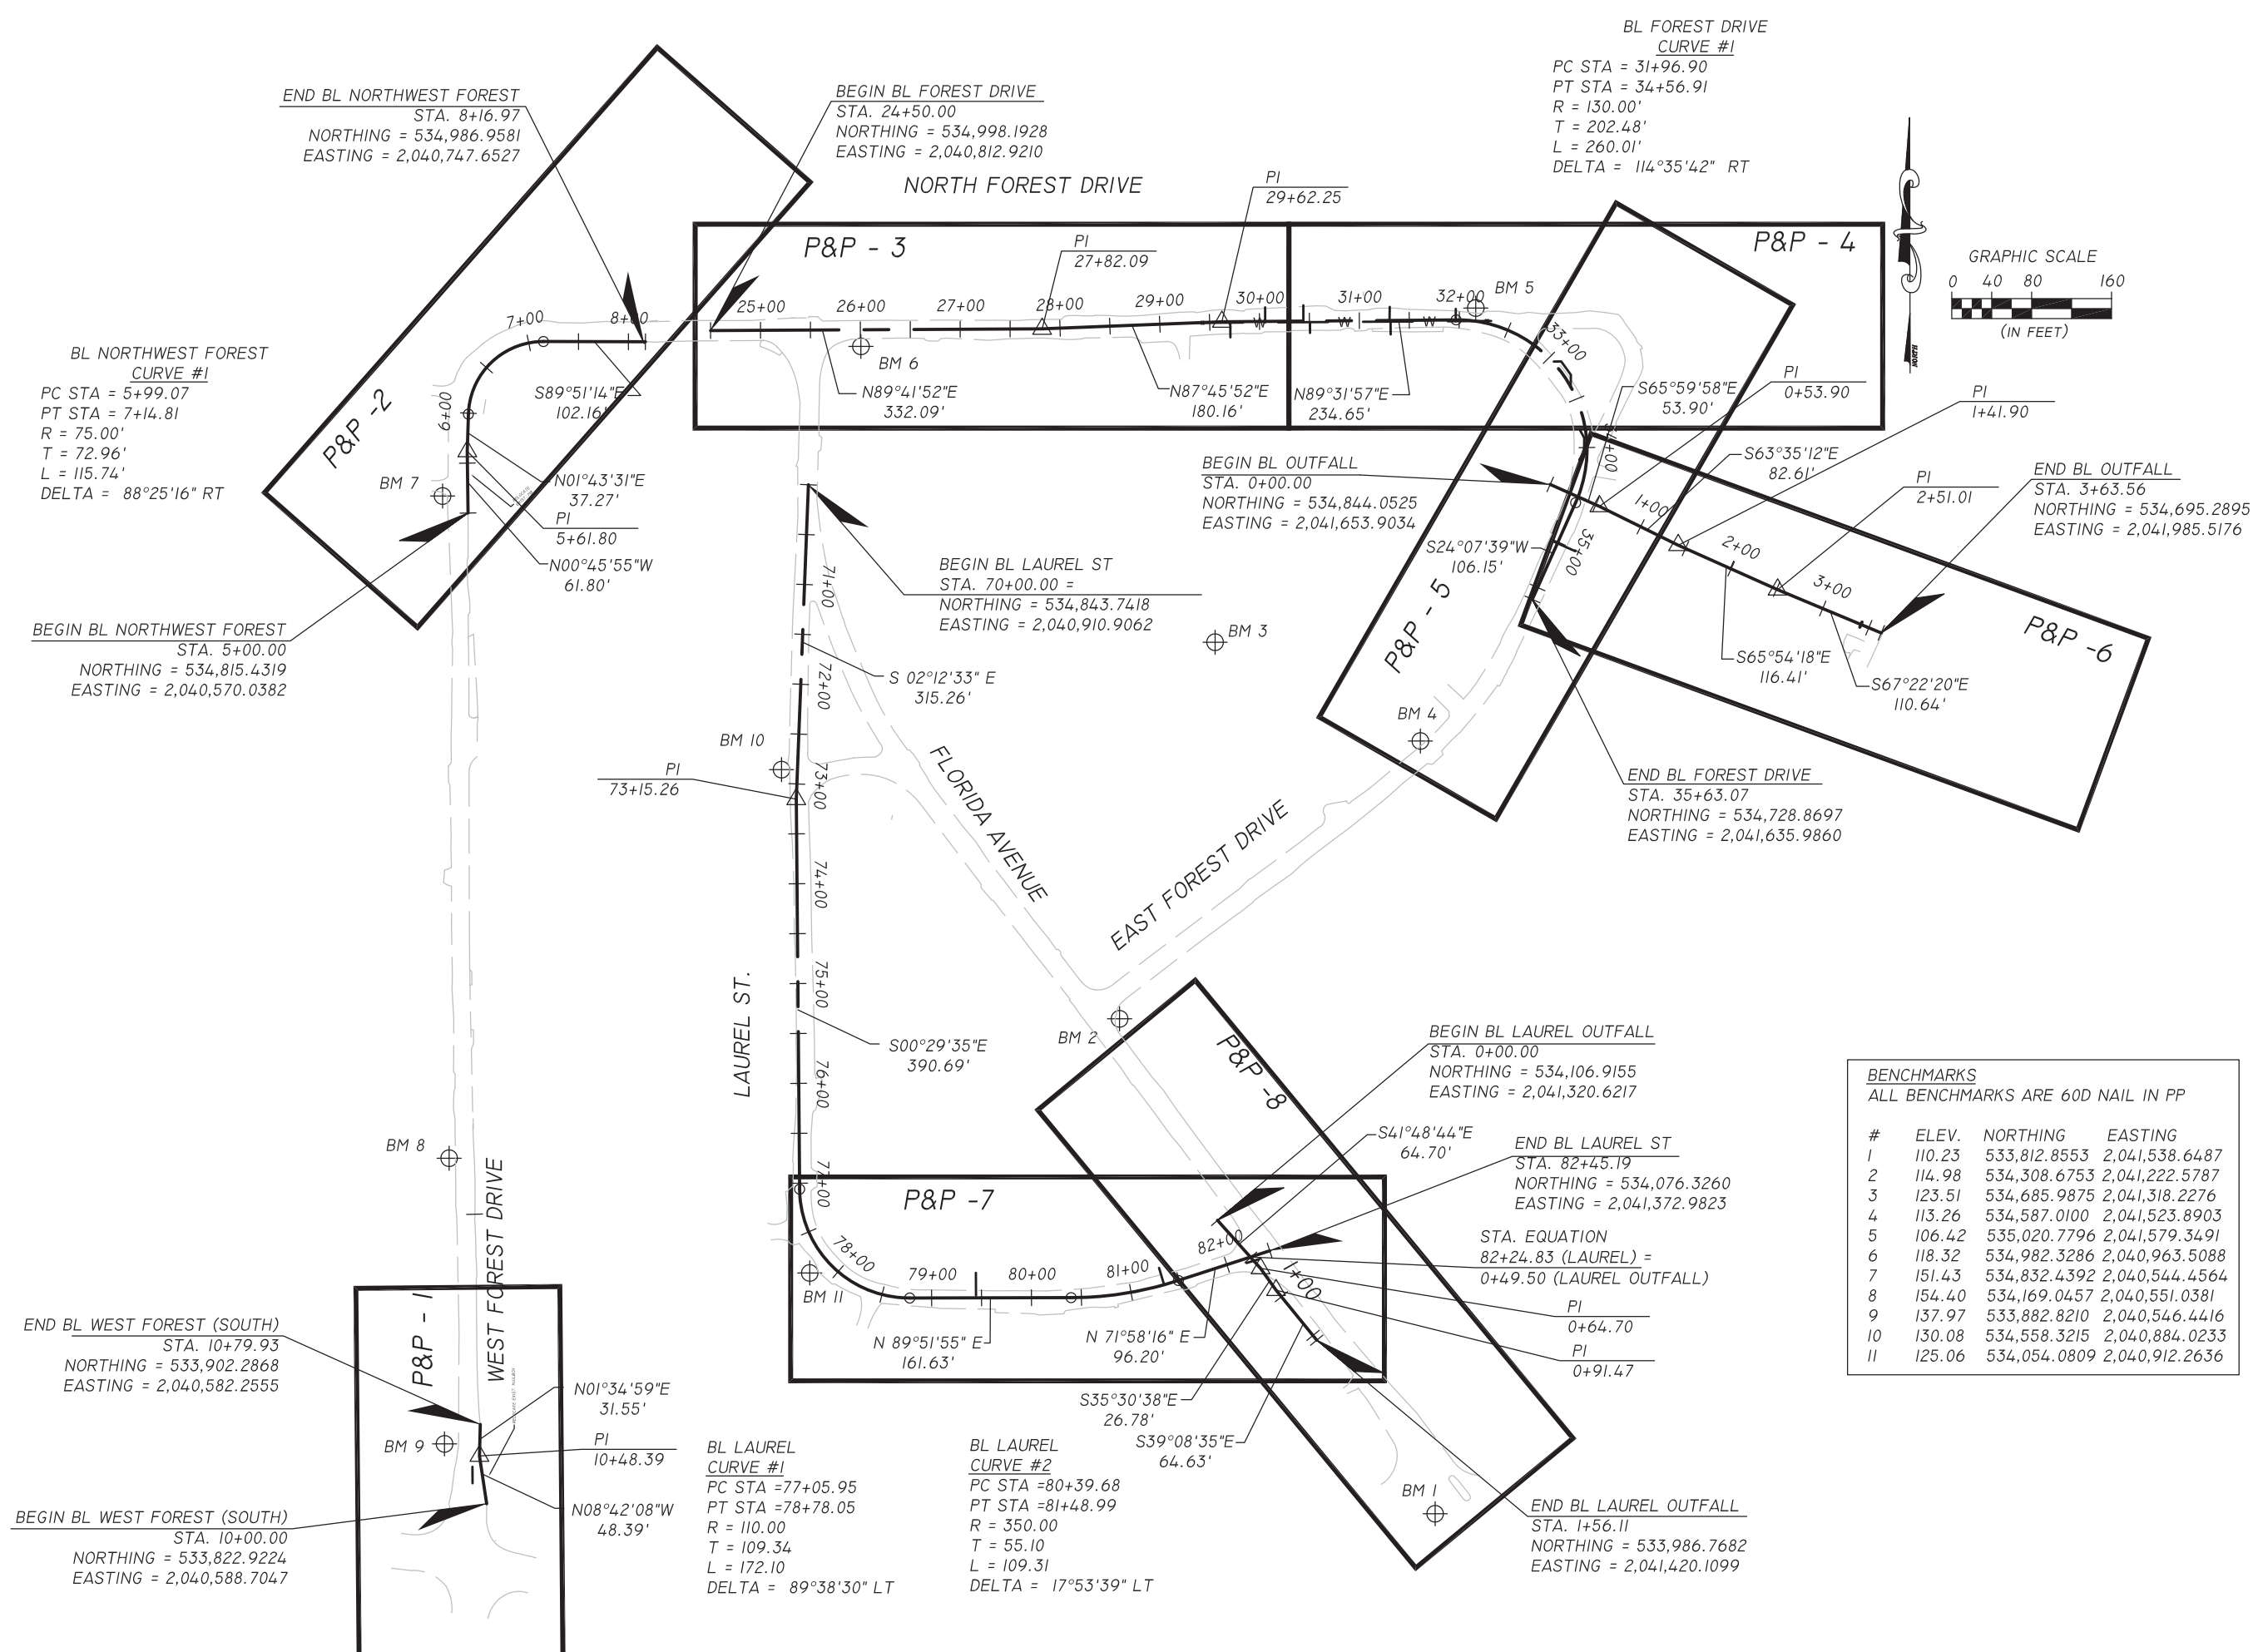 BL FOREST DRIVE
CURVE #1
PC STA = 31+96.90
PT STA = 34+56.91
R = 130.00'
T = 202.48'
L = 260.01'
DELTA = 114°35'42" RT
END BL NORTHWEST FOREST
STA. 8+16.97
NORTHING = 534,986.9581
EASTING = 2,040,747.6527
BEGIN BL FOREST DRIVE
STA. 24+50.00
NORTHING = 534,998.1928
EASTING = 2,040,812.9210
NORTH FOREST DRIVE
PI
29+62.25
P&P - 3
PI
27+82.09
P&P - 4
GRAPHIC SCALE
0 40 80 160
(IN FEET)
NORTH
7+00
8+00
25+00
26+00
27+00
28+00
29+00
30+00
31+00
32+00
W W W
BM 5
33+00
BL NORTHWEST FOREST
CURVE #1
PC STA = 5+99.07
PT STA = 7+14.81
R = 75.00'
T = 72.96'
L = 115.74'
DELTA = 88°25'16" RT
P&P -2
6+00
S89°51'14"E
102.16'
BM 6
N89°41'52"E
332.09'
N87°45'52"E
180.16'
N89°31'57"E
234.65'
S65°59'58"E
53.90'
PI
0+53.90
PI
1+41.90
BM 7
N01°43'31"E
37.27'
PI
5+61.80
N00°45'55"W
61.80'
BEGIN BL OUTFALL
STA. 0+00.00
NORTHING = 534,844.0525
EASTING = 2,041,653.9034
S63°35'12"E
82.61'
PI
2+51.01
END BL OUTFALL
STA. 3+63.56
NORTHING = 534,695.2895
EASTING = 2,041,985.5176
1+00
2+00
3+00
35+00
S24°07'39"W
106.15'
P&P - 5
P&P -6
S65°54'18"E
116.41'
S67°22'20"E
110.64'
BEGIN BL NORTHWEST FOREST
STA. 5+00.00
NORTHING = 534,815.4319
EASTING = 2,040,570.0382
BEGIN BL LAUREL ST
STA. 70+00.00 =
NORTHING = 534,843.7418
EASTING = 2,040,910.9062
71+00
BM 3
S 02°12'33" E
315.26'
72+00
BM 4
BM 10
PI
73+15.26
73+00
FLORIDA AVENUE
END BL FOREST DRIVE
STA. 35+63.07
NORTHING = 534,728.8697
EASTING = 2,041,635.9860
EAST FOREST DRIVE
74+00
75+00
LAUREL ST.
S00°29'35"E
390.69'
BM 2
76+00
P&P -8
BEGIN BL LAUREL OUTFALL
STA. 0+00.00
NORTHING = 534,106.9155
EASTING = 2,041,320.6217
S41°48'44"E
64.70'
END BL LAUREL ST
STA. 82+45.19
NORTHING = 534,076.3260
EASTING = 2,041,372.9823
STA. EQUATION
82+24.83 (LAUREL) =
0+49.50 (LAUREL OUTFALL)
PI
0+64.70
PI
0+91.47
BENCHMARKS
ALL BENCHMARKS ARE 60D NAIL IN PP
# ELEV. NORTHING EASTING
1 110.23 533,812.8553 2,041,538.6487
2 114.98 534,308.6753 2,041,222.5787
3 123.51 534,685.9875 2,041,318.2276
4 113.26 534,587.0100 2,041,523.8903
5 106.42 535,020.7796 2,041,579.3491
6 118.32 534,982.3286 2,040,963.5088
7 151.43 534,832.4392 2,040,544.4564
8 154.40 534,169.0457 2,040,551.0381
9 137.97 533,882.8210 2,040,546.4416
10 130.08 534,558.3215 2,040,884.0233
11 125.06 534,054.0809 2,040,912.2636
BM 8
WEST FOREST DRIVE
77+00
P&P -7
78+00
79+00
80+00
81+00
82+00
1+00
BM 11
N 89°51'55" E
161.63'
N 71°58'16" E
96.20'
S35°30'38"E
26.78'
S39°08'35"E
64.63'
P&P - 1
END BL WEST FOREST (SOUTH)
STA. 10+79.93
NORTHING = 533,902.2868
EASTING = 2,040,582.2555
N01°34'59"E
31.55'
BM 9
PI
10+48.39
N08°42'08"W
48.39'
BEGIN BL WEST FOREST (SOUTH)
STA. 10+00.00
NORTHING = 533,822.9224
EASTING = 2,040,588.7047
BL LAUREL
CURVE #1
PC STA =77+05.95
PT STA =78+78.05
R = 110.00
T = 109.34
L = 172.10
DELTA = 89°38'30" LT
BL LAUREL
CURVE #2
PC STA =80+39.68
PT STA =81+48.99
R = 350.00
T = 55.10
L = 109.31
DELTA = 17°53'39" LT
BM 1
END BL LAUREL OUTFALL
STA. 1+56.11
NORTHING = 533,986.7682
EASTING = 2,041,420.1099